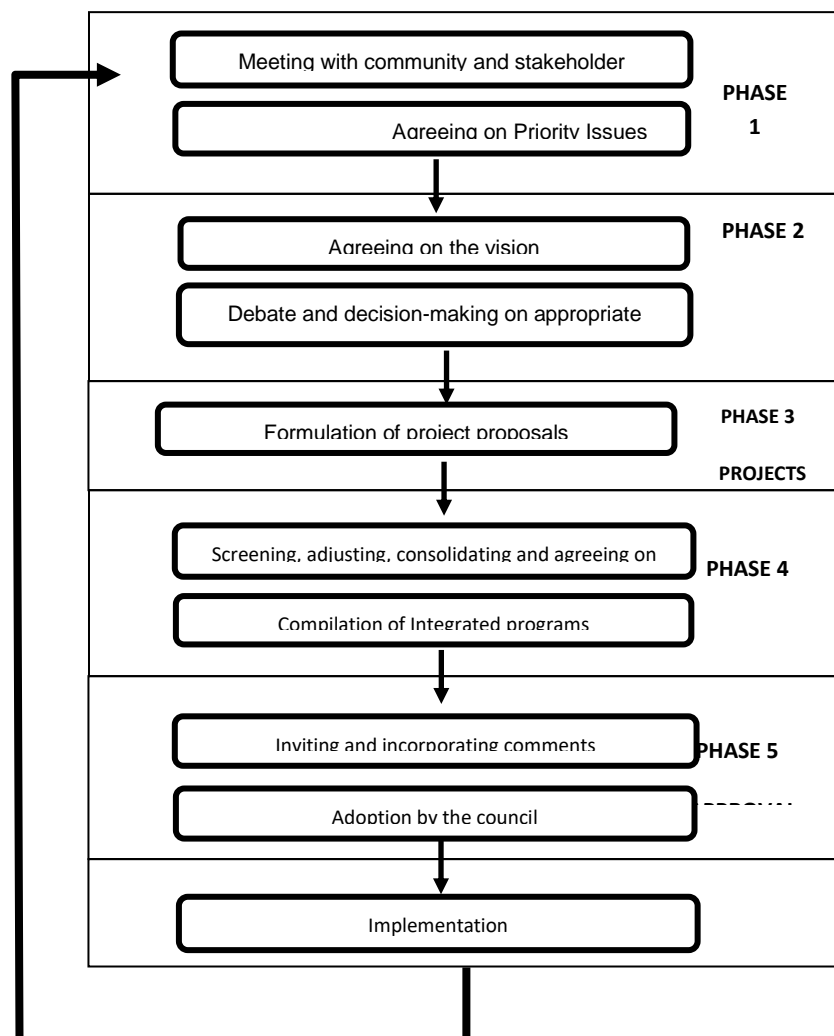 Meeting with community and stakeholder
PHASE
1
Agreeing on Priority Issues
PHASE 2
Agreeing on the vision
Debate and decision-making on appropriate
PHASE 3
Formulation of project proposals
PROJECTS
Screening, adjusting, consolidating and agreeing on
PHASE 4
Compilation of Integrated programs
Inviting and incorporating comments
PHASE 5
Adoption by the council
Implementation